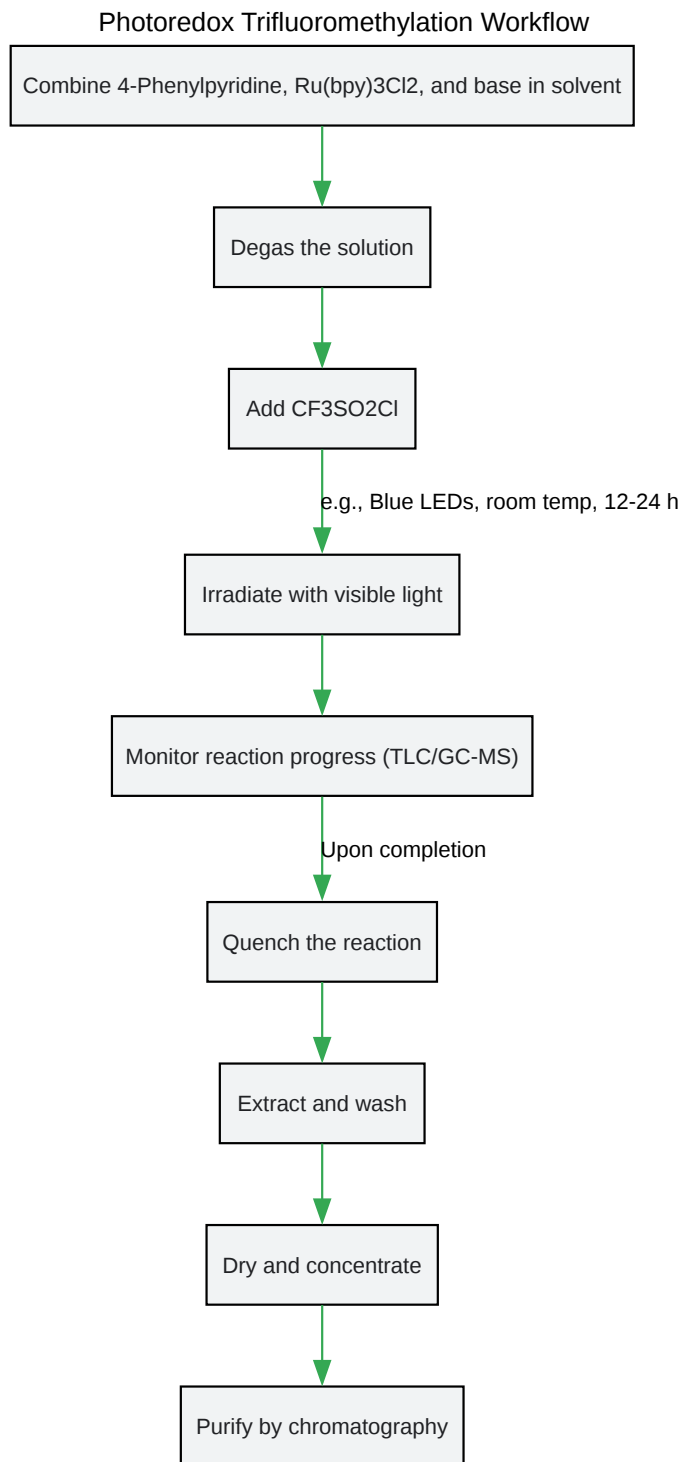 Photoredox Trifluoromethylation Workflow
Combine 4-Phenylpyridine, Ru(bpy)3Cl2, and base in solvent
Degas the solution
Add CF3SO2Cl
e.g., Blue LEDs, room temp, 12-24 h
Irradiate with visible light
Monitor reaction progress (TLC/GC-MS)
Upon completion
Quench the reaction
Extract and wash
Dry and concentrate
Purify by chromatography